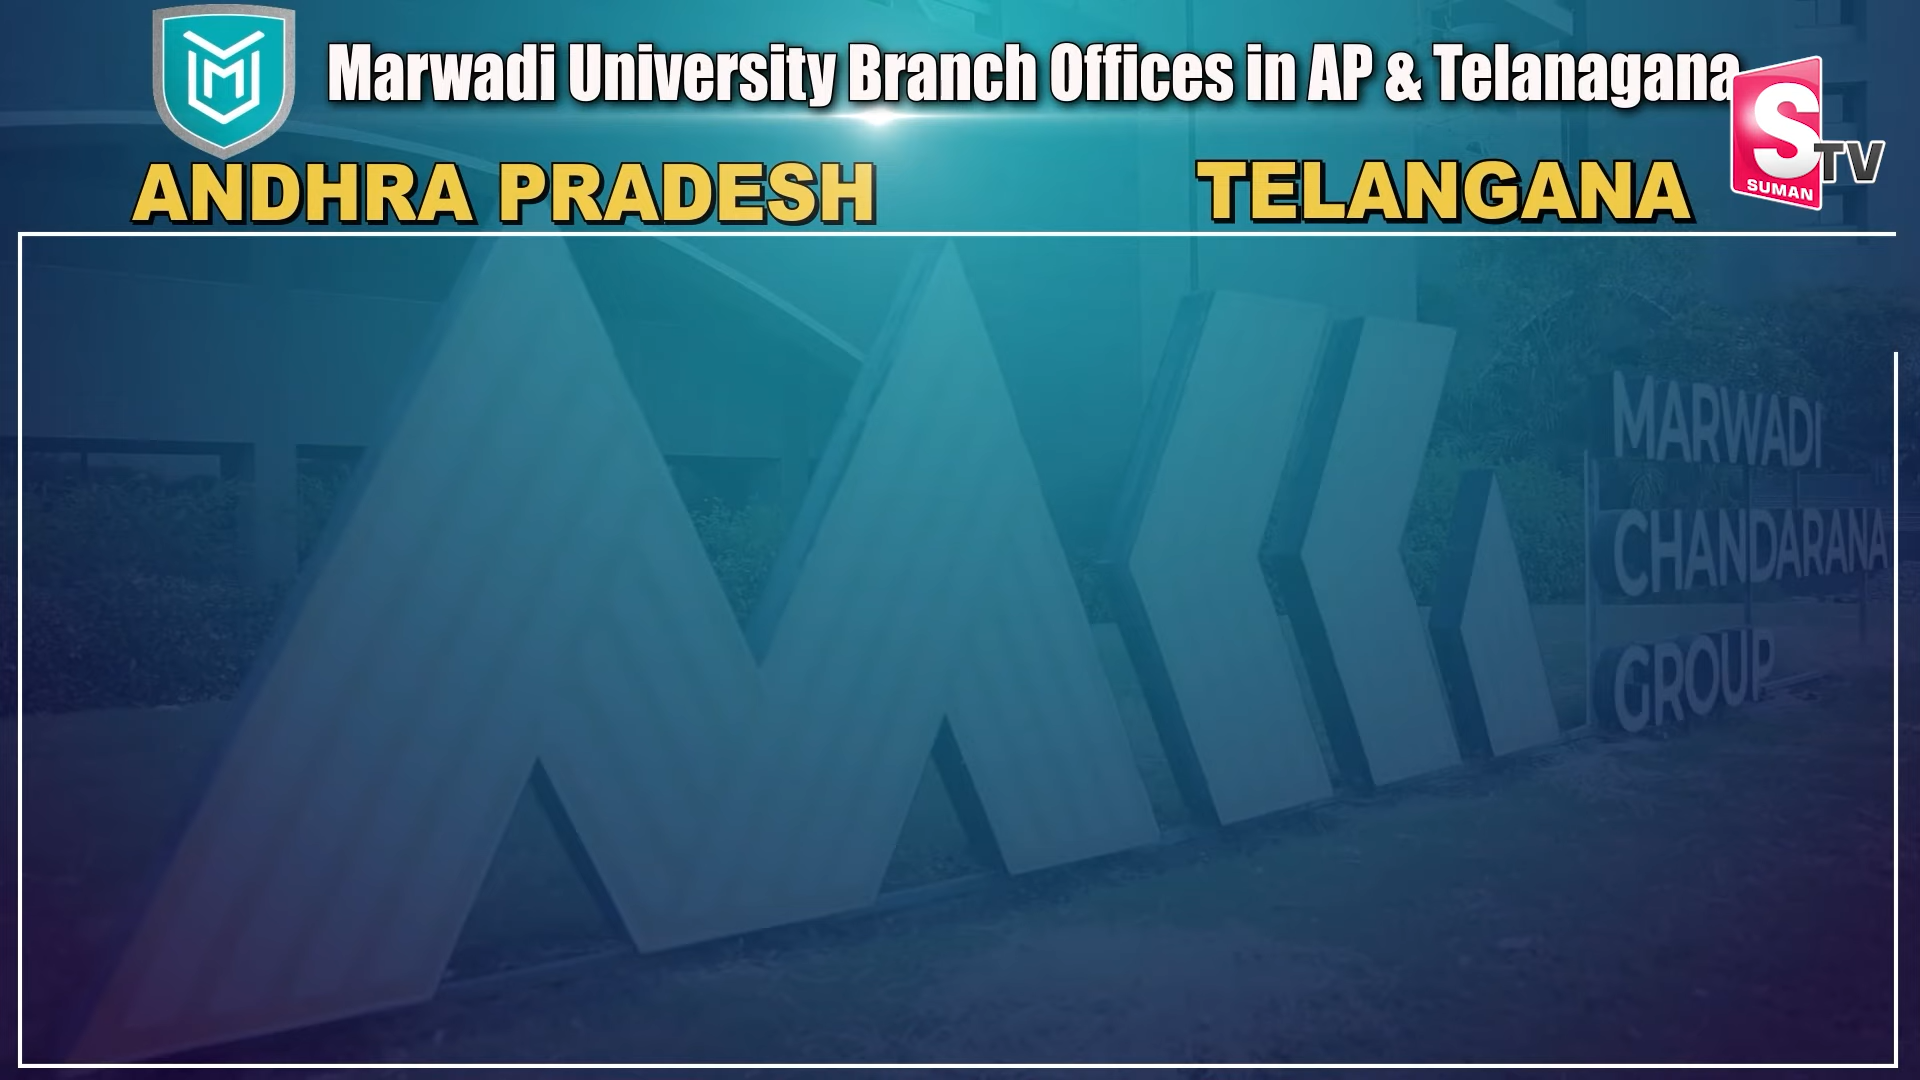 Marwadi University Branch Offices in AP & Telanagana
S
SUMAN
TV
ANDHRA PRADESH
TELANGANA
MARWADI
CHANDARANA
GROUP